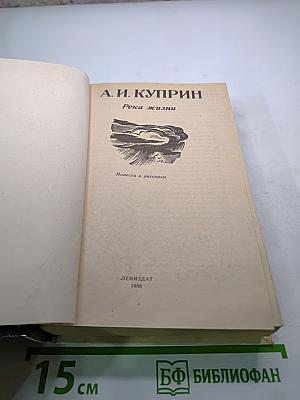 А. И. КУПРИН
Река жизни
Повести и рассказы
ЛЕНИЗДАТ
1986
15 см
БФ БИБЛИОФАН